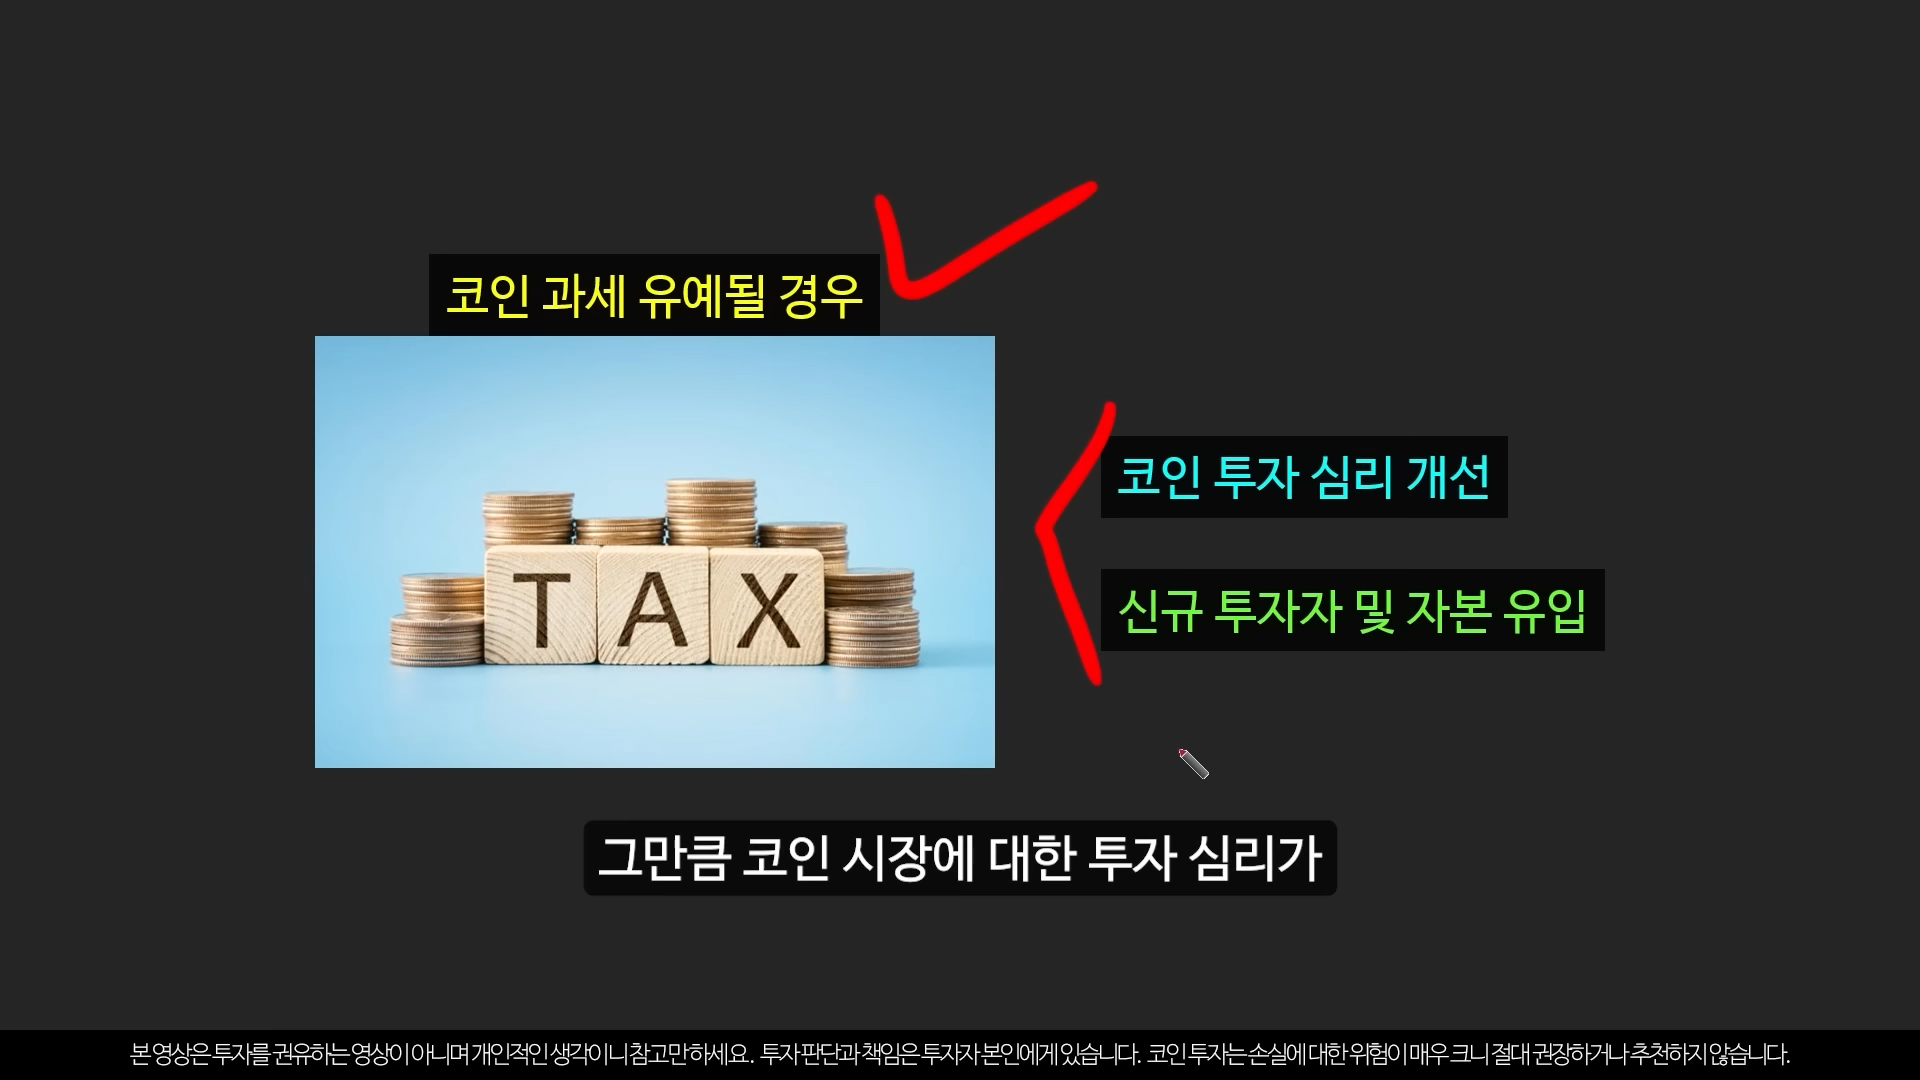 코인 과세 유예될 경우
TAX
코인 투자 심리 개선
신규 투자자 및 자본 유입
그만큼 코인 시장에 대한 투자 심리가
본 영상은 투자를 권유하는 영상이 아니며 개인적인 생각이니 참고만 하세요. 투자 판단과 책임은 투자자 본인에게 있습니다. 코인 투자는 손실에 대한 위험이 매우 크니 절대 권장하거나 추천하지 않습니다.